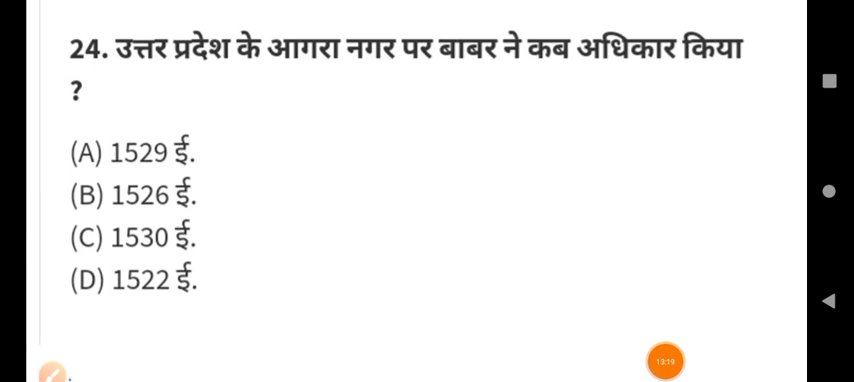 24. उत्तर प्रदेश के आगरा नगर पर बाबर ने कब अधिकार किया
?
(A) 1529 ई.
(B) 1526 ई.
(C) 1530 ई.
(D) 1522 ई.
13:19